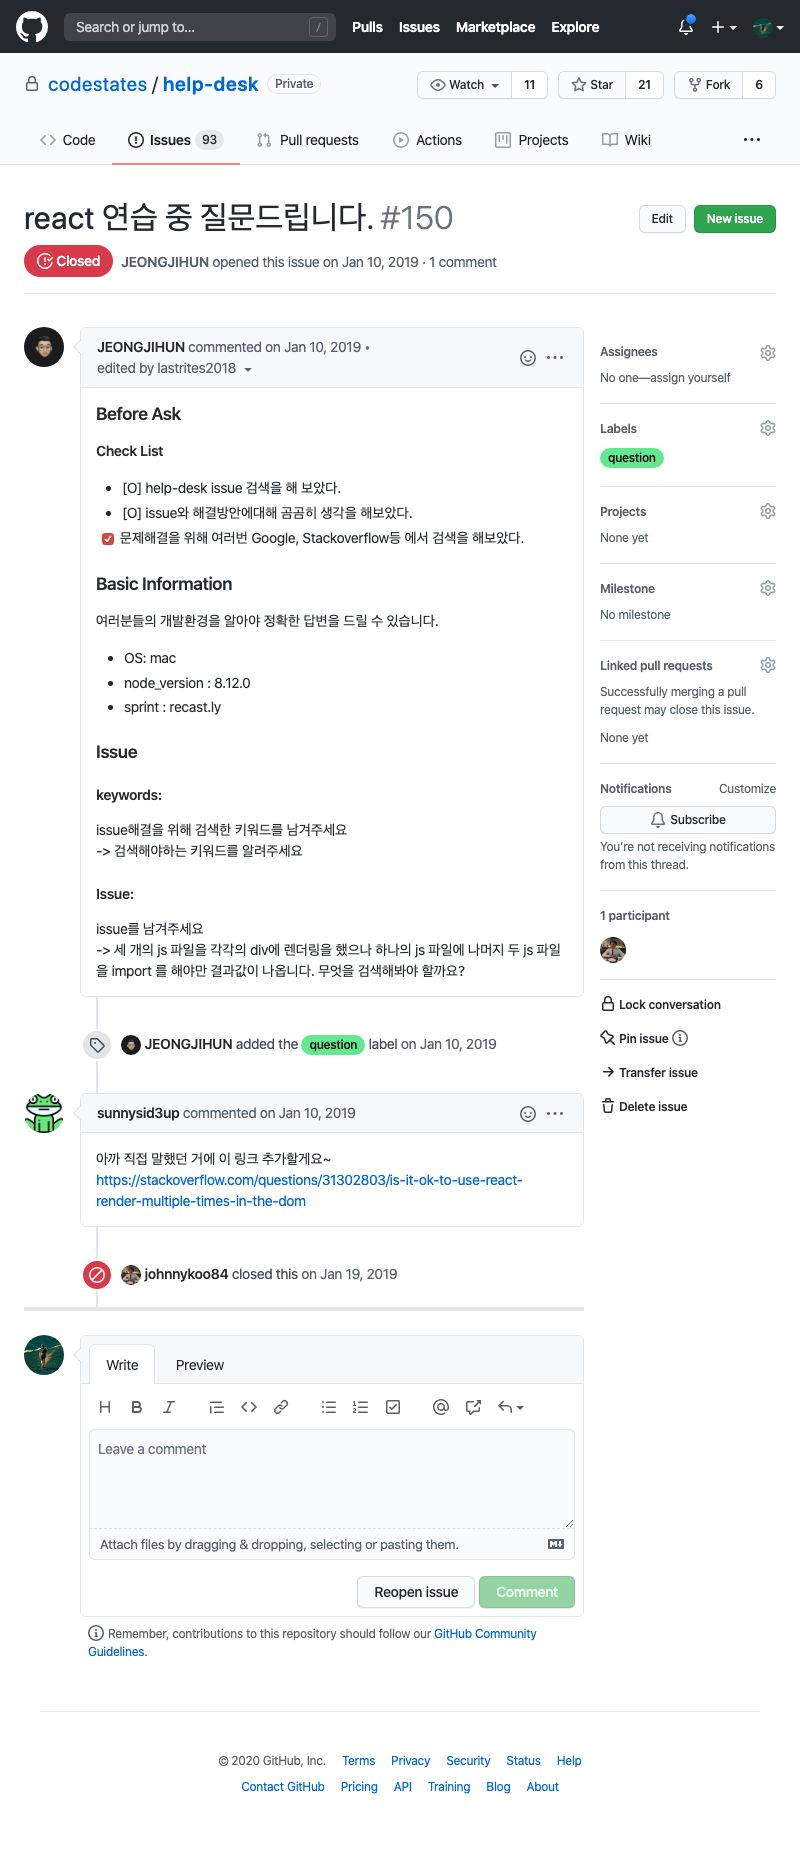 Search or jump to... /
Pulls Issues Marketplace Explore
codestates / help-desk Private
Watch 11 Star 21 Fork 6
Code Issues 93 Pull requests Actions Projects Wiki
react 연습 중 질문드립니다. #150
Edit New issue
Closed JEONGJIHUN opened this issue on Jan 10, 2019 · 1 comment
JEONGJIHUN commented on Jan 10, 2019 •
edited by lastrites2018
Before Ask
Check List
[O] help-desk issue 검색을 해 보았다.
[O] issue와 해결방안에대해 곰곰히 생각을 해보았다.
문제해결을 위해 여러번 Google, Stackoverflow등 에서 검색을 해보았다.
Basic Information
여러분들의 개발환경을 알아야 정확한 답변을 드릴 수 있습니다.
OS: mac
node_version : 8.12.0
sprint : recast.ly
Issue
keywords:
issue해결을 위해 검색한 키워드를 남겨주세요
-> 검색해야하는 키워드를 알려주세요
Issue:
issue를 남겨주세요
-> 세 개의 js 파일을 각각의 div에 렌더링을 했으나 하나의 js 파일에 나머지 두 js 파일
을 import 를 해야만 결과값이 나옵니다. 무엇을 검색해봐야 할까요?
JEONGJIHUN added the question label on Jan 10, 2019
sunnysid3up commented on Jan 10, 2019
아까 직접 말했던 거에 이 링크 추가할게요~
https://stackoverflow.com/questions/31302803/is-it-ok-to-use-react-
render-multiple-times-in-the-dom
johnnykoo84 closed this on Jan 19, 2019
Assignees
No one—assign yourself
Labels
question
Projects
None yet
Milestone
No milestone
Linked pull requests
Successfully merging a pull
request may close this issue.
None yet
Notifications Customize
Subscribe
You're not receiving notifications
from this thread.
1 participant
Lock conversation
Pin issue
Transfer issue
Delete issue
Write Preview
Leave a comment
Attach files by dragging & dropping, selecting or pasting them.
Reopen issue Comment
Remember, contributions to this repository should follow our GitHub Community
Guidelines.
© 2020 GitHub, Inc. Terms Privacy Security Status Help
Contact GitHub Pricing API Training Blog About